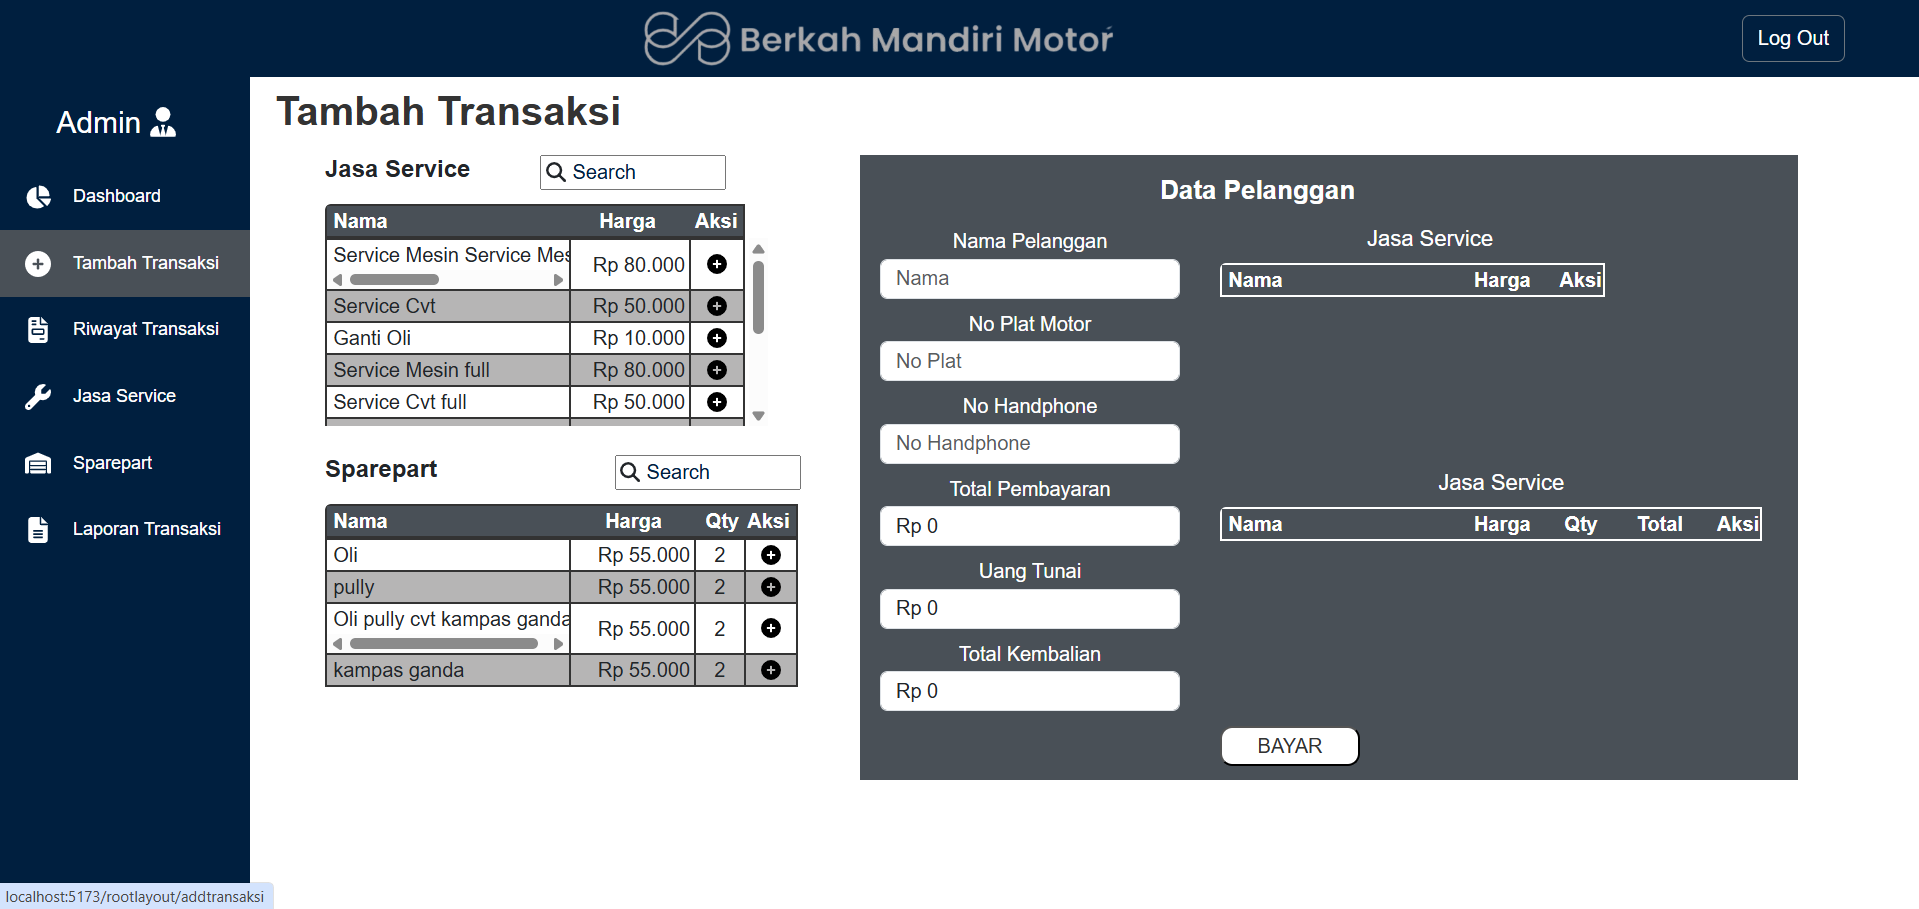 Berkah Mandiri Motor
Log Out
Admin
Dashboard
Tambah Transaksi
Riwayat Transaksi
Jasa Service
Sparepart
Laporan Transaksi
Tambah Transaksi
Jasa Service
Search
Nama Harga Aksi
Service Mesin Service Mes Rp 80.000
Service Cvt Rp 50.000
Ganti Oli Rp 10.000
Service Mesin full Rp 80.000
Service Cvt full Rp 50.000
Sparepart
Search
Nama Harga Qty Aksi
Oli Rp 55.000 2
pully Rp 55.000 2
Oli pully cvt kampas ganda Rp 55.000 2
kampas ganda Rp 55.000 2
Data Pelanggan
Nama Pelanggan
Nama
No Plat Motor
No Plat
No Handphone
No Handphone
Total Pembayaran
Rp 0
Uang Tunai
Rp 0
Total Kembalian
Rp 0
Jasa Service
Nama Harga Aksi
Jasa Service
Nama Harga Qty Total Aksi
BAYAR
localhost:5173/rootlayout/addtransaksi